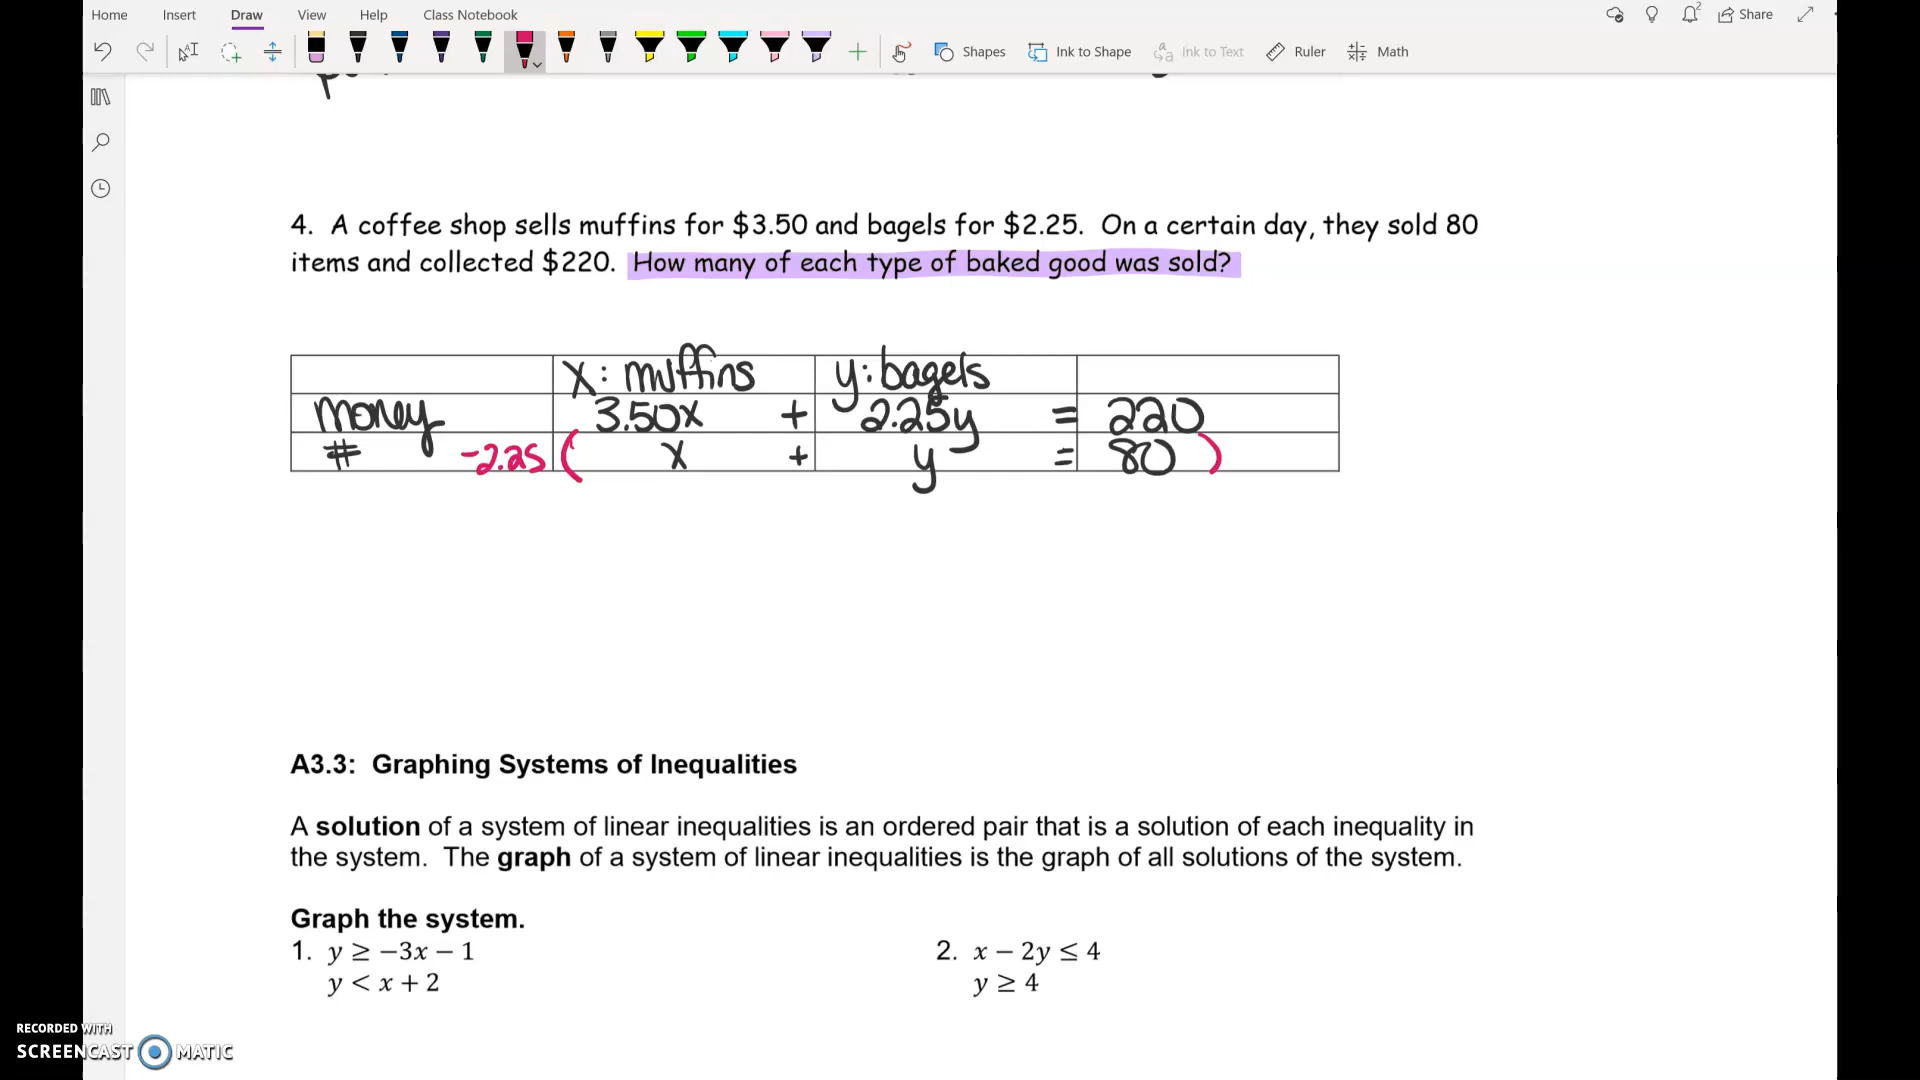 Home Insert Draw View Help Class Notebook
2 Share
Shapes Ink to Shape Ink to Text Ruler Math
4. A coffee shop sells muffins for $3.50 and bagels for $2.25. On a certain day, they sold 80
items and collected $220. How many of each type of baked good was sold?
x: muffins y: bagels
money 3.50x + 2.25y = 220
# -2.25 ( x + y = 80 )
A3.3: Graphing Systems of Inequalities
A solution of a system of linear inequalities is an ordered pair that is a solution of each inequality in
the system. The graph of a system of linear inequalities is the graph of all solutions of the system.
Graph the system.
1. y ≥ −3x − 1 2. x − 2y ≤ 4
y < x + 2 y ≥ 4
RECORDED WITH
SCREENCAST MATIC